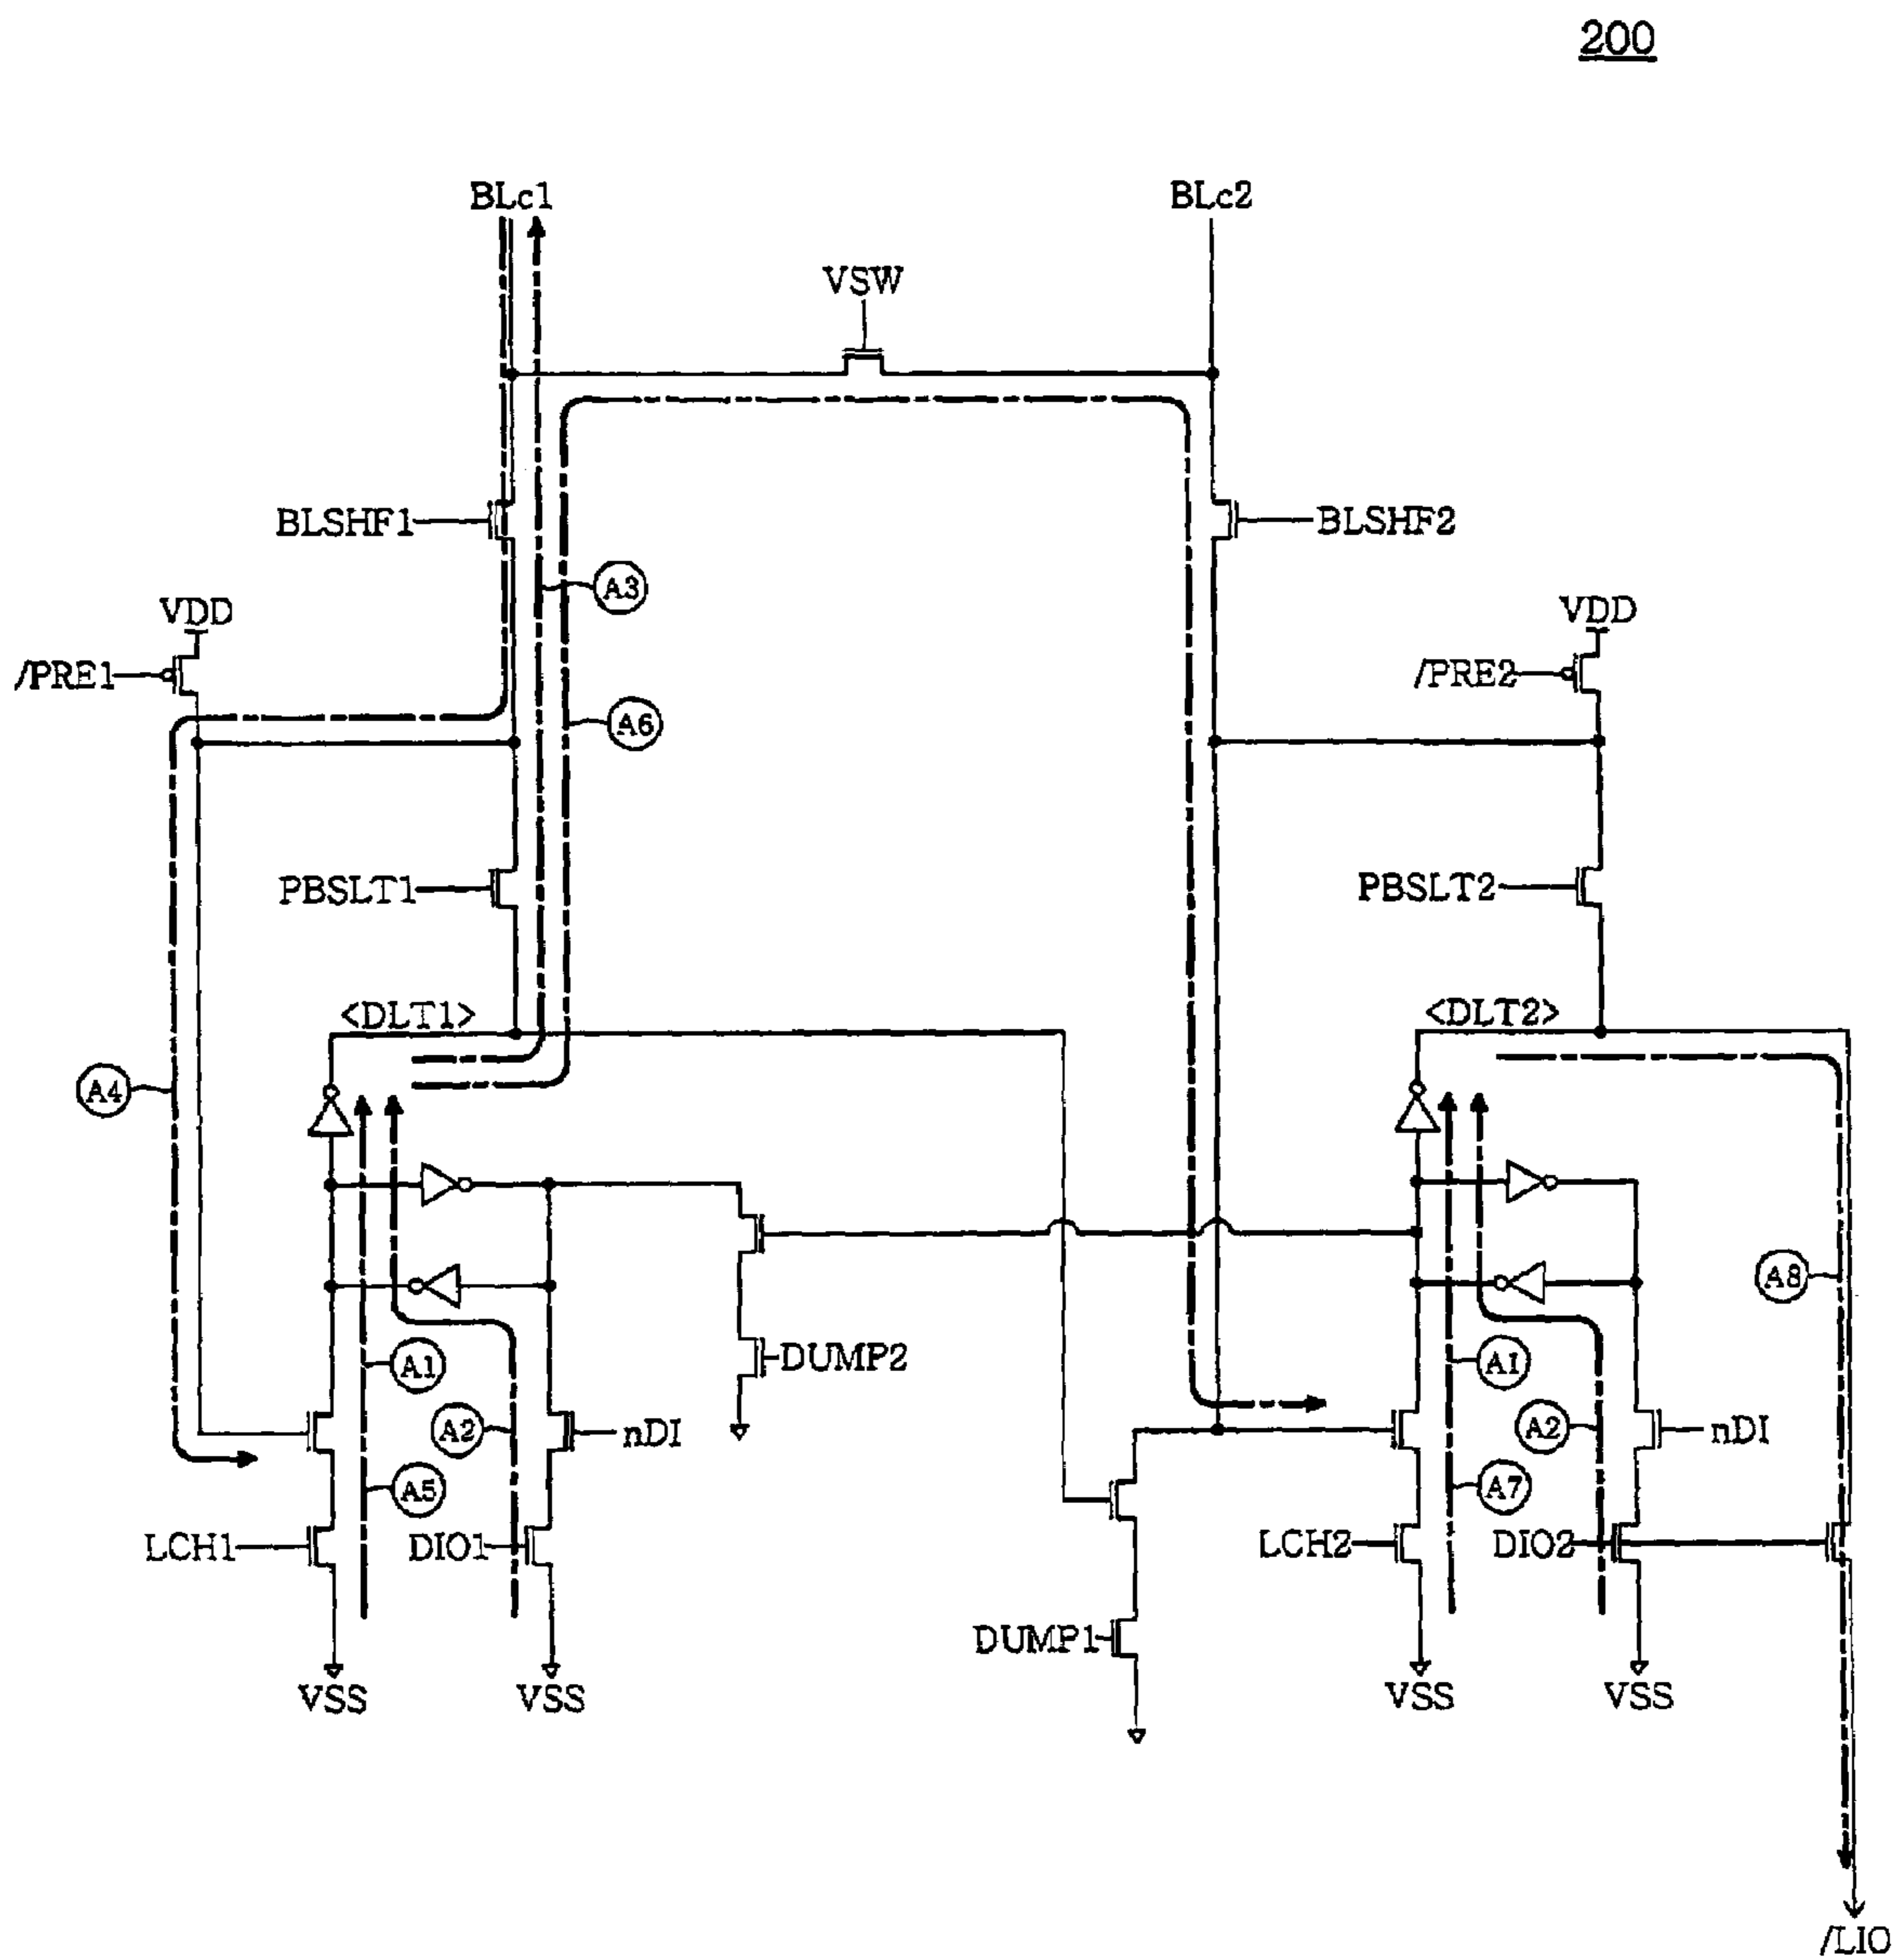 200
BLc1
BLc2
VSW
BLSHF1
BLSHF2
A3
VDD
VDD
/PRE1
/PRE2
A6
PBSLT1
PBSLT2
<DLT1>
<DLT2>
A4
A8
A1
DUMP2
A1
A2
nDI
A2
nDI
A5
A7
LCH1
DIO1
LCH2
DIO2
DUMP1
VSS
VSS
VSS
VSS
/LIO